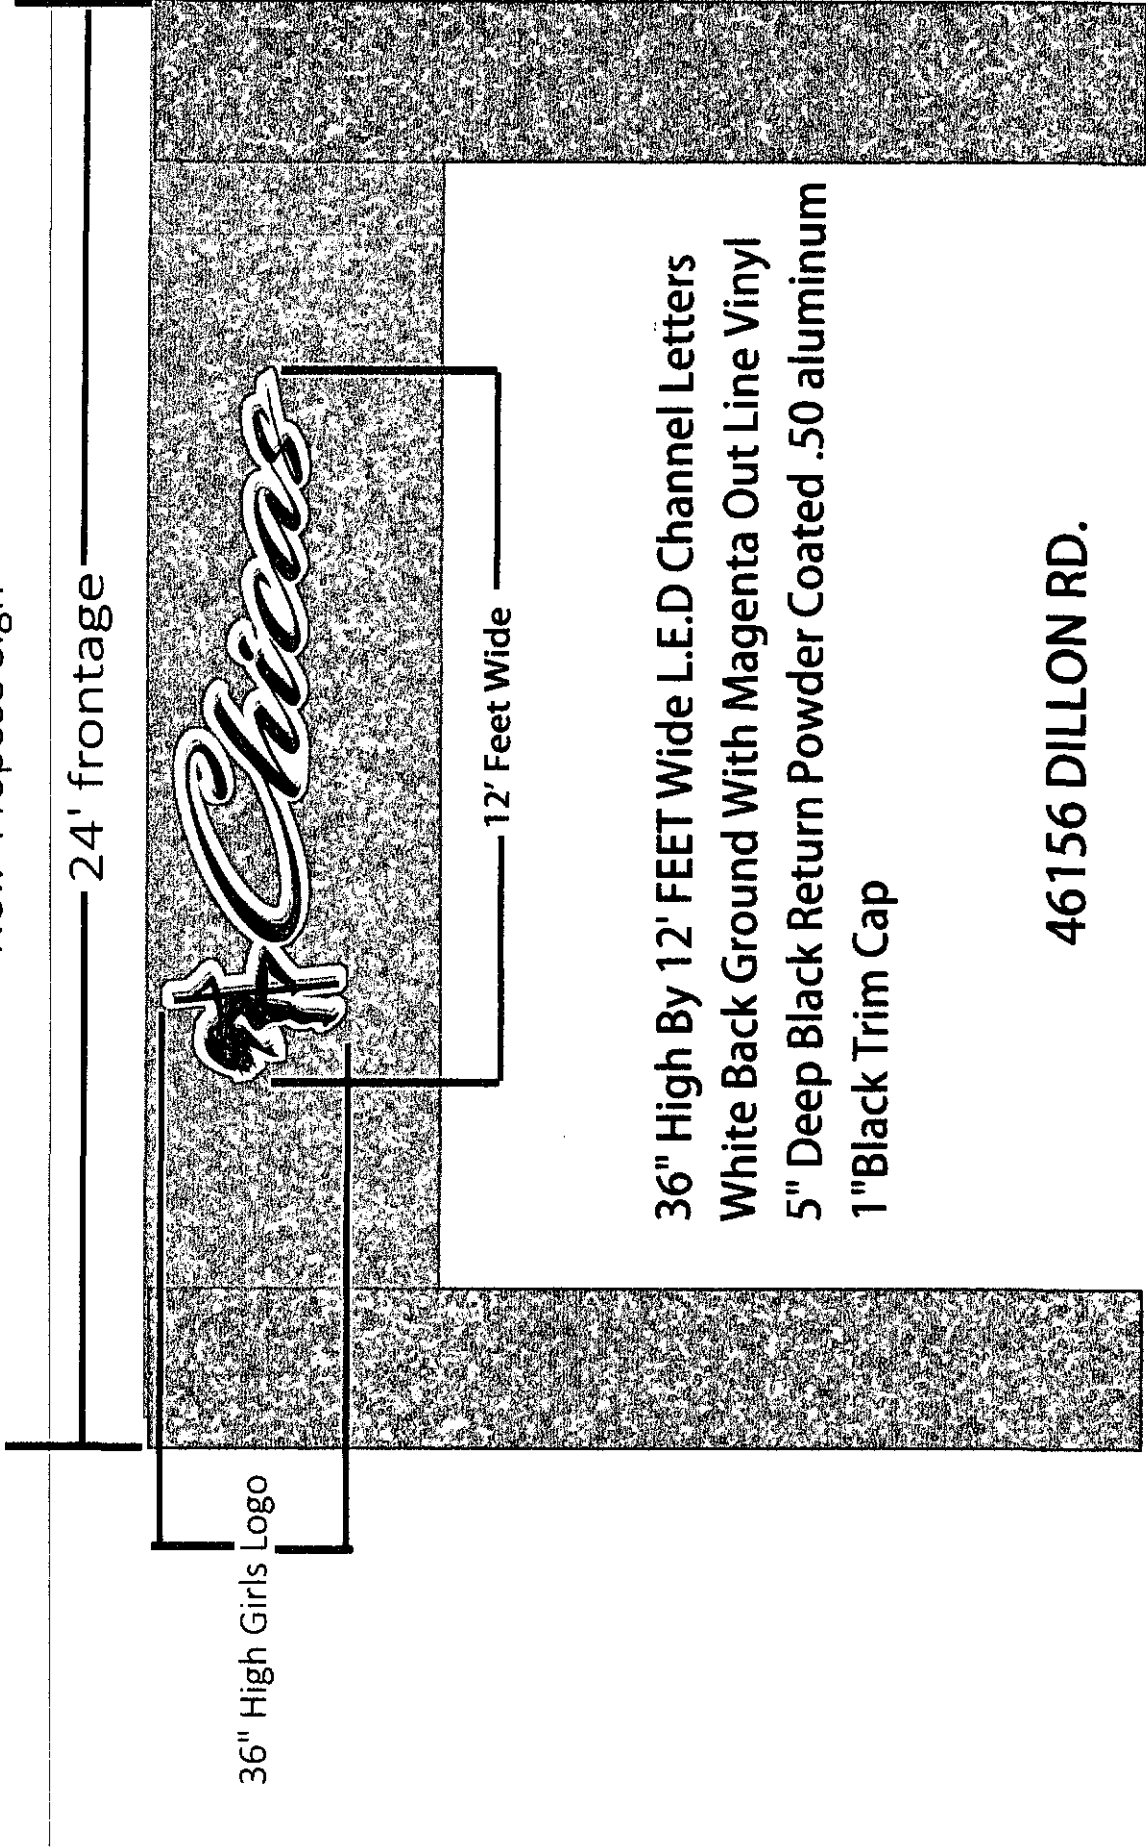 24' frontage
Chicas
36" High Girls Logo
12' Feet Wide
36" High By 12' FEET Wide L.E.D Channel Letters
White Back Ground With Magenta Out Line Vinyl
5" Deep Black Return Powder Coated .50 aluminum
1"Black Trim Cap
46156 DILLON RD.